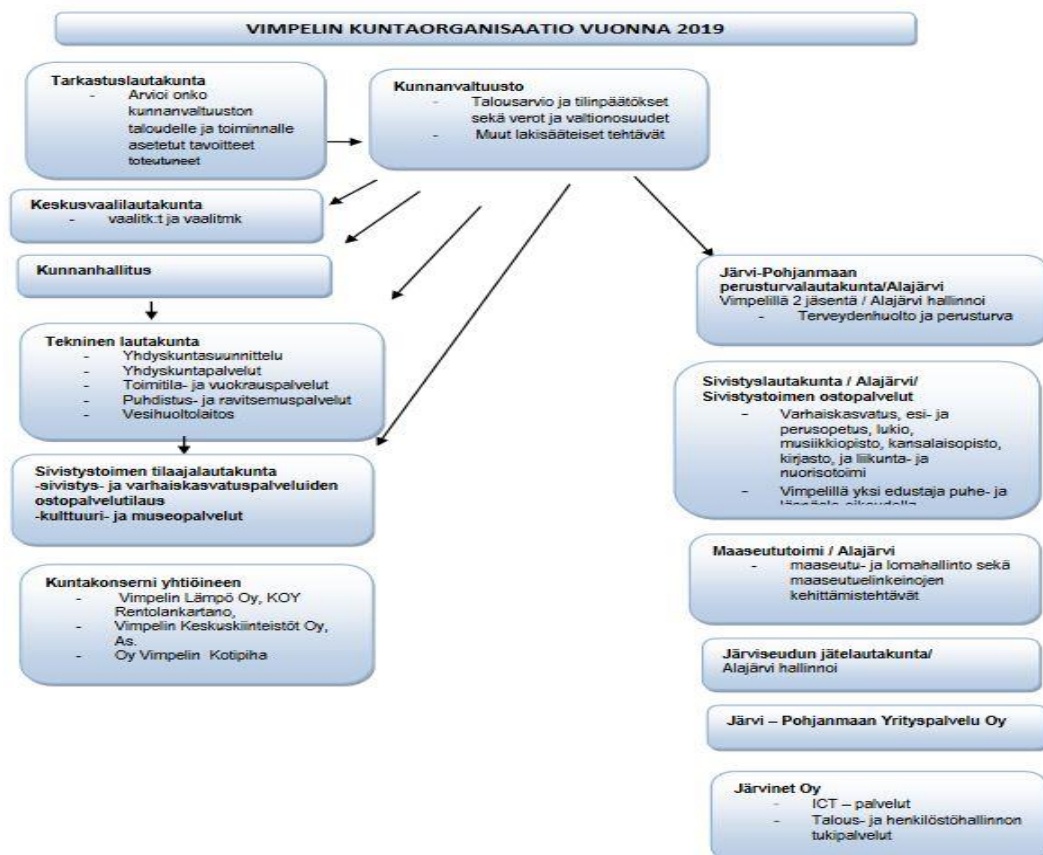 VIMPELIN KUNTAORGANISAATIO VUONNA 2019
Tarkastuslautakunta
- Arvioi onko
kunnanvaltuuston
taloudelle ja toiminnalle
asetetut tavoitteet
toteutuneet
Kunnanvaltuusto
- Talousarvio ja tilinpäätökset
sekä verot ja valtionosuudet
- Muut lakisääteiset tehtävät
Keskusvaalilautakunta
- vaalitk:t ja vaalitmk
Kunnanhallitus
Tekninen lautakunta
- Yhdyskuntasuunnittelu
- Yhdyskuntapalvelut
- Toimitila- ja vuokrauspalvelut
- Puhdistus- ja ravitsemuspalvelut
- Vesihuoltolaitos
Sivistystoimen tilaajalautakunta
-sivistys- ja varhaiskasvatuspalveluiden
ostopalvelutilaus
-kulttuuri- ja museopalvelut
Kuntakonserni yhtiöineen
- Vimpelin Lämpö Oy, KOY
Rentolankartano,
- Vimpelin Keskuskiinteistöt Oy,
As.
- Oy Vimpelin Kotipiha
Järvi-Pohjanmaan
perusturvalautakunta/Alajärvi
Vimpelillä 2 jäsentä / Alajärvi hallinnoi
- Terveydenhuolto ja perusturva
Sivistyslautakunta / Alajärvi/
Sivistystoimen ostopalvelut
- Varhaiskasvatus, esi- ja
perusopetus, lukio,
musiikkiopisto, kansalaisopisto,
kirjasto, ja liikunta- ja
nuorisotoimi
- Vimpelillä yksi edustaja puhe- ja
Maaseututoimi / Alajärvi
- maaseutu- ja lomahallinto sekä
maaseutuelinkeinojen
kehittämistehtävät
Järviseudun jätelautakunta/
Alajärvi hallinnoi
Järvi – Pohjanmaan Yrityspalvelu Oy
Järvinet Oy
- ICT – palvelut
- Talous- ja henkilöstöhallinnon
tukipalvelut